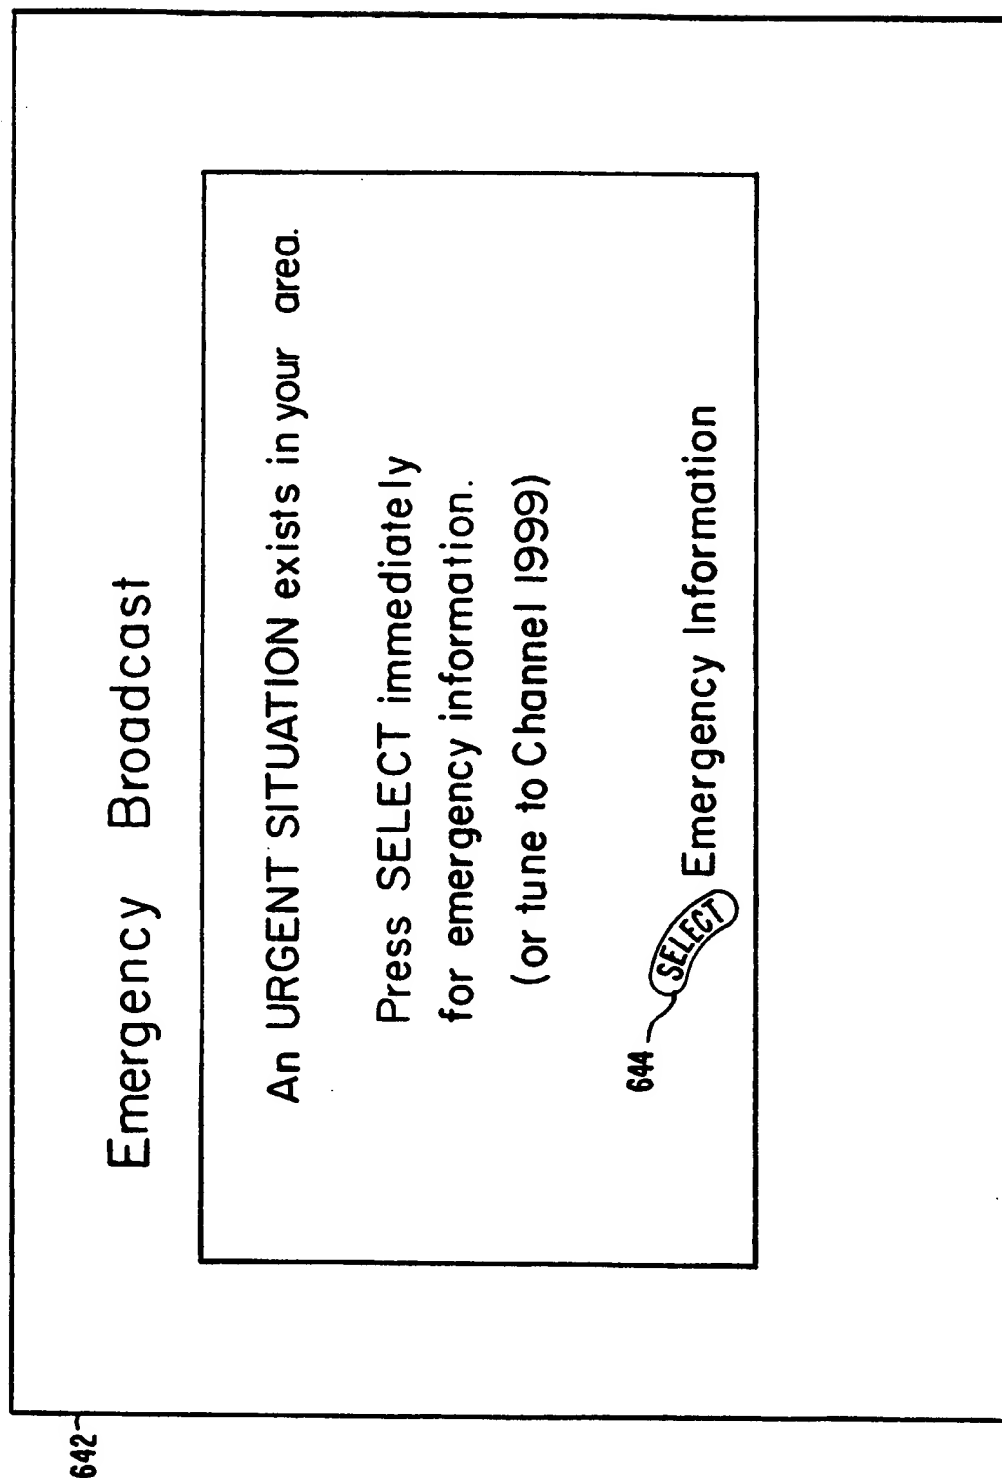 642
Emergency Broadcast
An URGENT SITUATION exists in your area.
Press SELECT immediately
for emergency information.
(or tune to Channel 1999)
644
SELECT Emergency Information